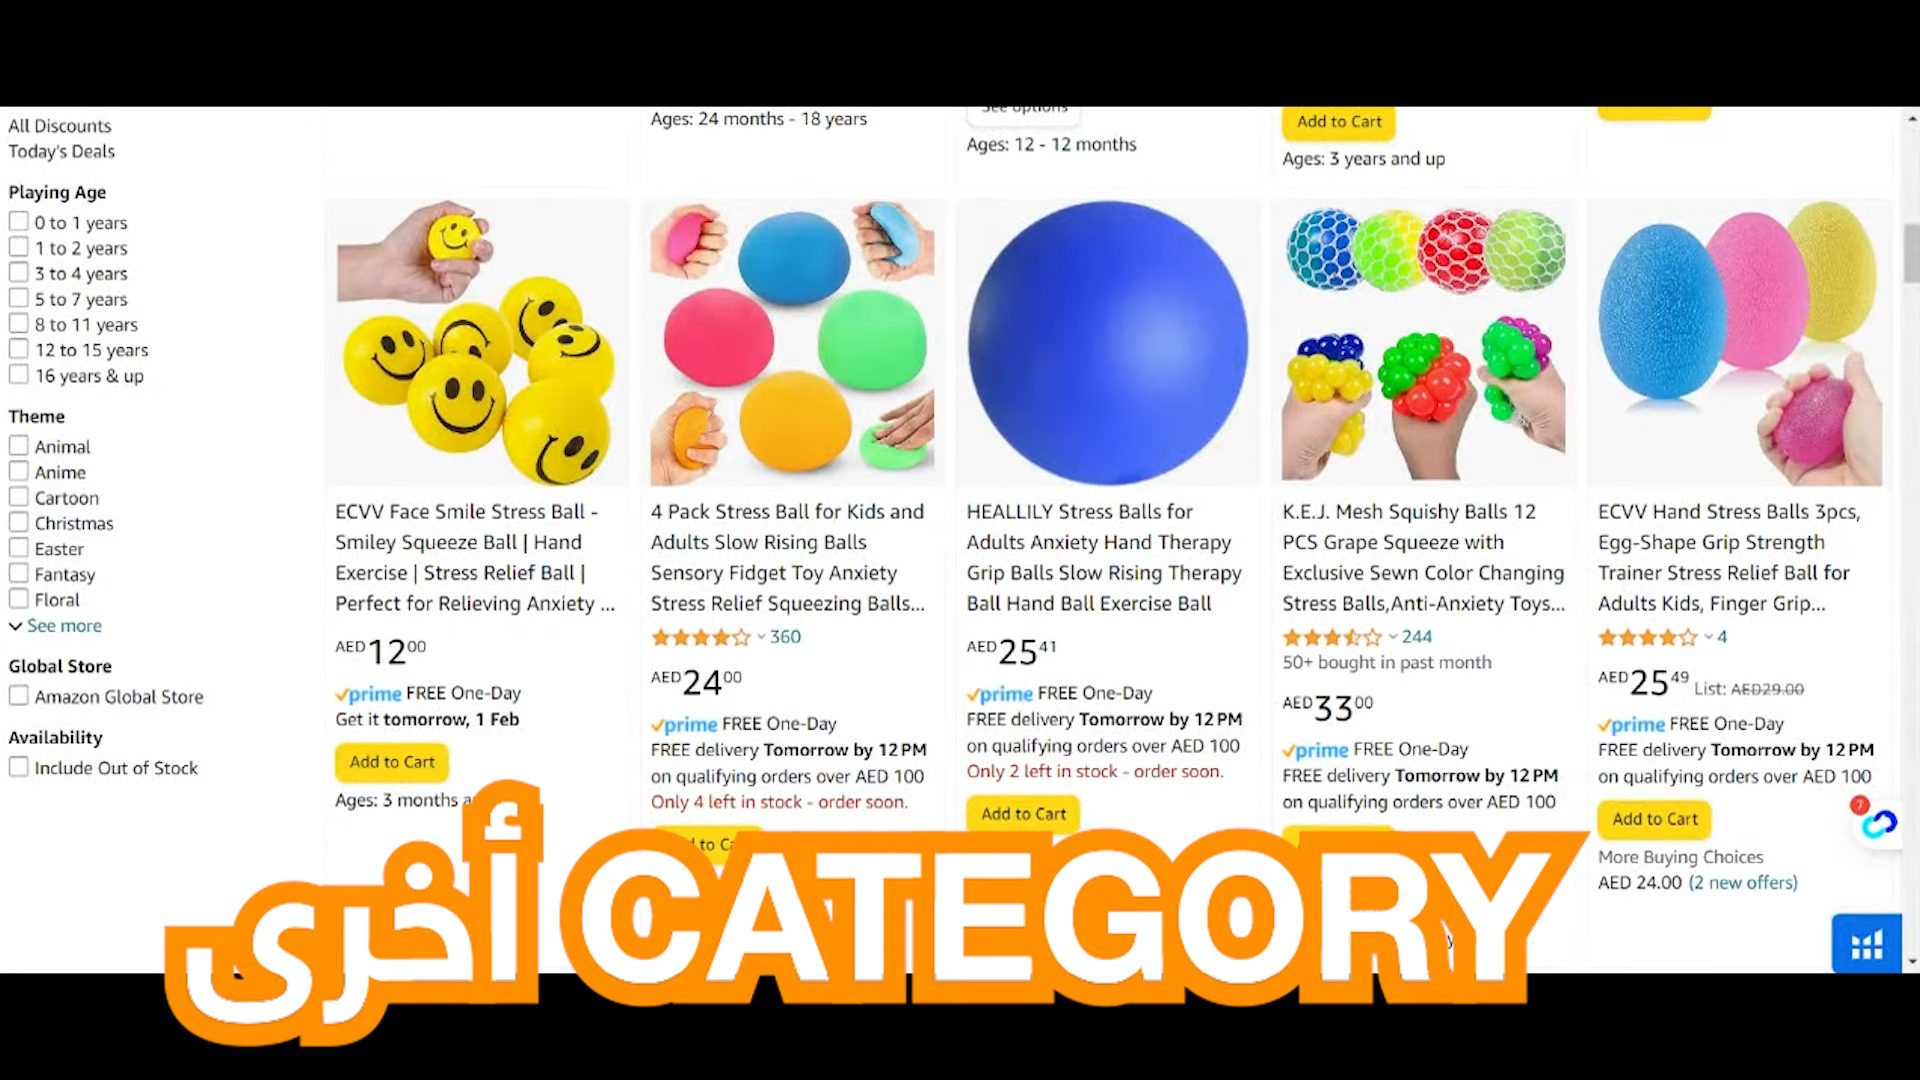 All Discounts
Today's Deals
Playing Age
0 to 1 years
1 to 2 years
3 to 4 years
5 to 7 years
8 to 11 years
12 to 15 years
16 years & up
Theme
Animal
Anime
Cartoon
Christmas
Easter
Fantasy
Floral
See more
Global Store
Amazon Global Store
Availability
Include Out of Stock
Ages: 24 months - 18 years
See options
Ages: 12 - 12 months
Add to Cart
Ages: 3 years and up
ECVV Face Smile Stress Ball -
Smiley Squeeze Ball | Hand
Exercise | Stress Relief Ball |
Perfect for Relieving Anxiety ...
AED 12 00
prime FREE One-Day
Get it tomorrow, 1 Feb
Add to Cart
Ages: 3 months
4 Pack Stress Ball for Kids and
Adults Slow Rising Balls
Sensory Fidget Toy Anxiety
Stress Relief Squeezing Balls...
360
AED 24 00
prime FREE One-Day
FREE delivery Tomorrow by 12 PM
on qualifying orders over AED 100
Only 4 left in stock - order soon.
HEALLILY Stress Balls for
Adults Anxiety Hand Therapy
Grip Balls Slow Rising Therapy
Ball Hand Ball Exercise Ball
AED 25 41
prime FREE One-Day
FREE delivery Tomorrow by 12 PM
on qualifying orders over AED 100
Only 2 left in stock - order soon.
Add to Cart
K.E.J. Mesh Squishy Balls 12
PCS Grape Squeeze with
Exclusive Sewn Color Changing
Stress Balls,Anti-Anxiety Toys...
244
50+ bought in past month
AED 33 00
prime FREE One-Day
FREE delivery Tomorrow by 12 PM
on qualifying orders over AED 100
ECVV Hand Stress Balls 3pcs,
Egg-Shape Grip Strength
Trainer Stress Relief Ball for
Adults Kids, Finger Grip...
4
AED 25 49 List: AED29.00
prime FREE One-Day
FREE delivery Tomorrow by 12 PM
on qualifying orders over AED 100
Add to Cart
More Buying Choices
AED 24.00 (2 new offers)
7
CATEGORY أخرى